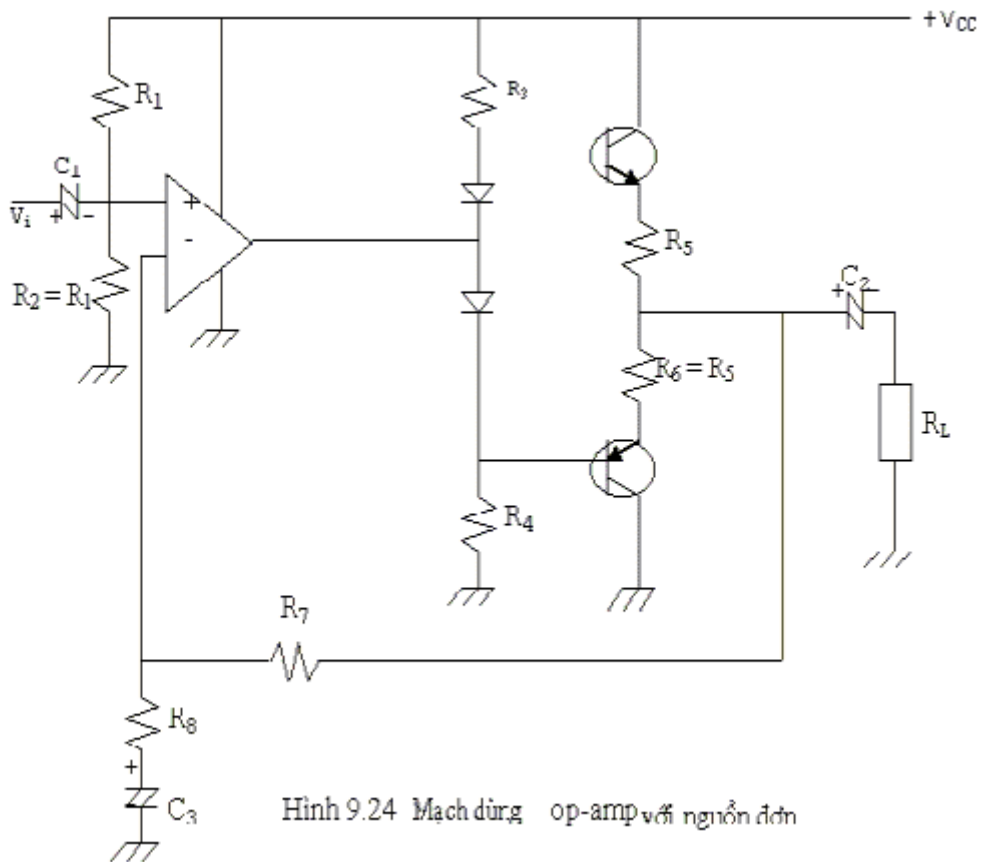 +VCC
R1
R3
C1
Vi
+
-
+
-
R5
C2
+
-
R2 = R1
R6 = R5
RL
R4
R7
R8
+
C3
Hình 9.24 Mạch dùng op-amp với nguồn đơn